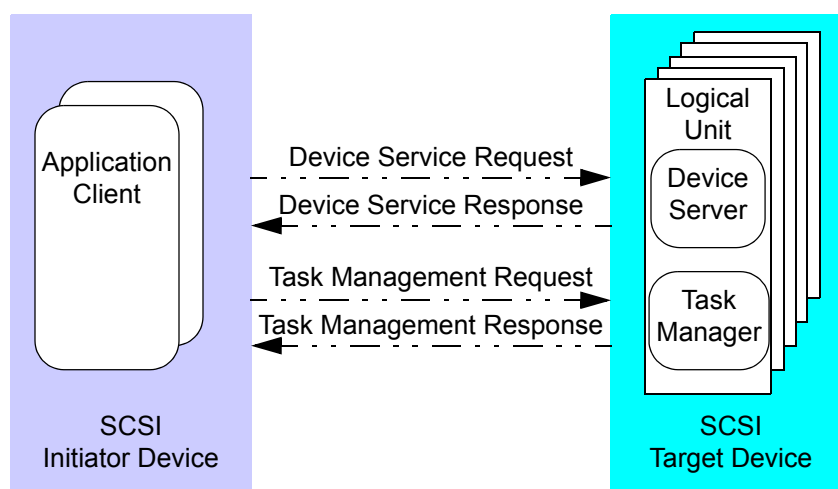 Application
Client
Device Service Request
Device Service Response
Task Management Request
Task Management Response
Logical
Unit
Device
Server
Task
Manager
SCSI
Initiator Device
SCSI
Target Device